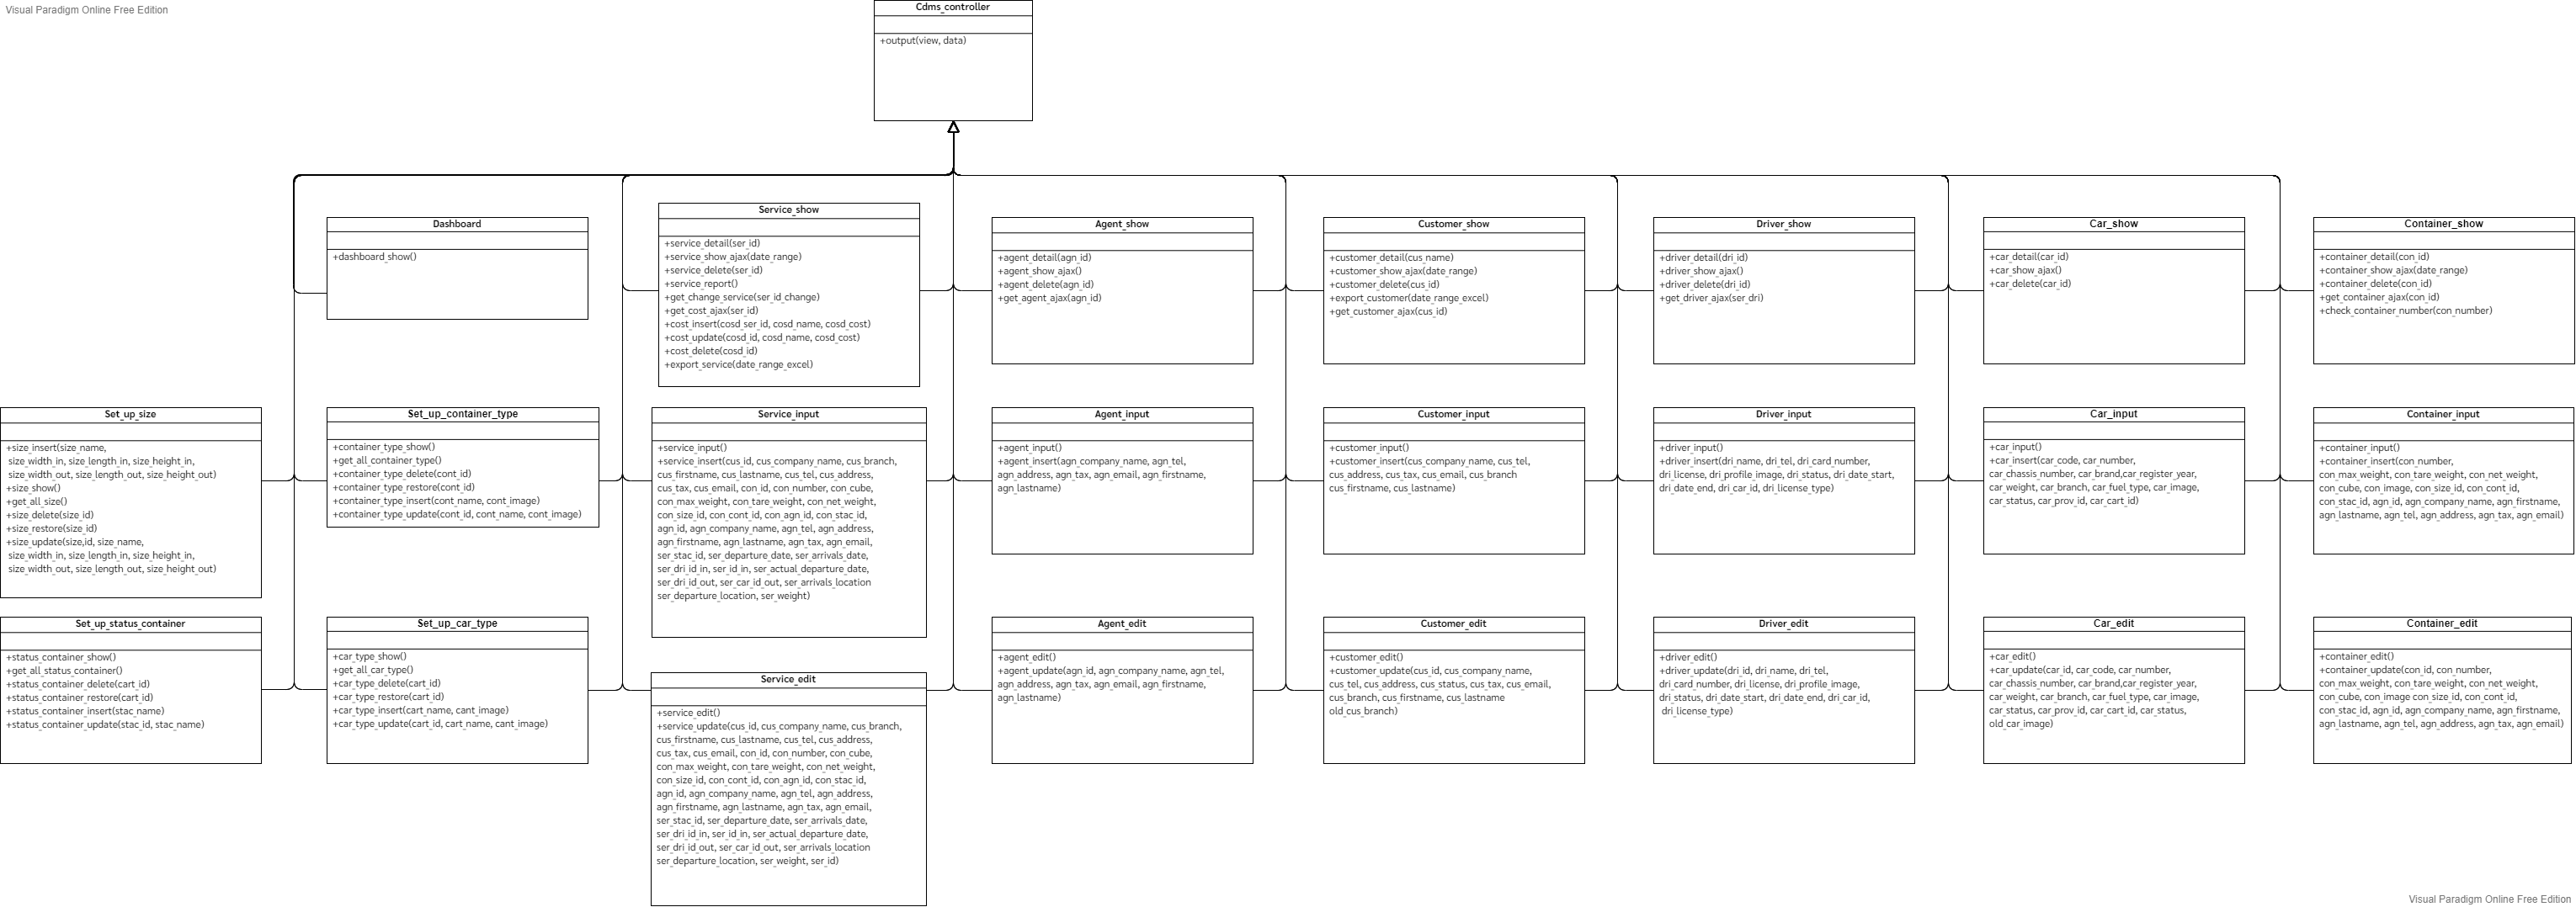 Visual Paradigm Online Free Edition
Cdms_controller
+output(view, data)
Dashboard
+dashboard_show()
Service_show
+service_detail(ser_id)
+service_show_ajax(date_range)
+service_delete(ser_id)
+service_report()
+get_change_service(ser_id_change)
+get_cost_ajax(ser_id)
+cost_insert(cosd_ser_id, cosd_name, cosd_cost)
+cost_update(cosd_id, cosd_name, cosd_cost)
+cost_delete(cosd_id)
+export_service(date_range_excel)
Agent_show
+agent_detail(agn_id)
+agent_show_ajax()
+agent_delete(agn_id)
+get_agent_ajax(agn_id)
Customer_show
+customer_detail(cus_name)
+customer_show_ajax(date_range)
+customer_delete(cus_id)
+export_customer(date_range_excel)
+get_customer_ajax(cus_id)
Driver_show
+driver_detail(dri_id)
+driver_show_ajax()
+driver_delete(dri_id)
+get_driver_ajax(ser_dri)
Car_show
+car_detail(car_id)
+car_show_ajax()
+car_delete(car_id)
Container_show
+container_detail(con_id)
+container_show_ajax(date_range)
+container_delete(con_id)
+get_container_ajax(con_id)
+check_container_number(con_number)
Set_up_size
+size_insert(size_name,
size_width_in, size_length_in, size_height_in,
size_width_out, size_length_out, size_height_out)
+size_show()
+get_all_size()
+size_delete(size_id)
+size_restore(size_id)
+size_update(size,id, size_name,
size_width_in, size_length_in, size_height_in,
size_width_out, size_length_out, size_height_out)
Set_up_container_type
+container_type_show()
+get_all_container_type()
+container_type_delete(cont_id)
+container_type_restore(cont_id)
+container_type_insert(cont_name, cont_image)
+container_type_update(cont_id, cont_name, cont_image)
Service_input
+service_input()
+service_insert(cus_id, cus_company_name, cus_branch,
cus_firstname, cus_lastname, cus_tel, cus_address,
cus_tax, cus_email, con_id, con_number, con_cube,
con_max_weight, con_tare_weight, con_net_weight,
con_size_id, con_cont_id, con_agn_id, con_stac_id,
agn_id, agn_company_name, agn_tel, agn_address,
agn_firstname, agn_lastname, agn_tax, agn_email,
ser_stac_id, ser_departure_date, ser_arrivals_date,
ser_dri_id_in, ser_id_in, ser_actual_departure_date,
ser_dri_id_out, ser_car_id_out, ser_arrivals_location
ser_departure_location, ser_weight)
Agent_input
+agent_input()
+agent_insert(agn_company_name, agn_tel,
agn_address, agn_tax, agn_email, agn_firstname,
agn_lastname)
Customer_input
+customer_input()
+customer_insert(cus_company_name, cus_tel,
cus_address, cus_tax, cus_email, cus_branch
cus_firstname, cus_lastname)
Driver_input
+driver_input()
+driver_insert(dri_name, dri_tel, dri_card_number,
dri_license, dri_profile_image, dri_status, dri_date_start,
dri_date_end, dri_car_id, dri_license_type)
Car_input
+car_input()
+car_insert(car_code, car_number,
car_chassis_number, car_brand,car_register_year,
car_weight, car_branch, car_fuel_type, car_image,
car_status, car_prov_id, car_cart_id)
Container_input
+container_input()
+container_insert(con_number,
con_max_weight, con_tare_weight, con_net_weight,
con_cube, con_image, con_size_id, con_cont_id,
con_stac_id, agn_id, agn_company_name, agn_firstname,
agn_lastname, agn_tel, agn_address, agn_tax, agn_email)
Set_up_status_container
+status_container_show()
+get_all_status_container()
+status_container_delete(cart_id)
+status_container_restore(cart_id)
+status_container_insert(stac_name)
+status_container_update(stac_id, stac_name)
Set_up_car_type
+car_type_show()
+get_all_car_type()
+car_type_delete(cart_id)
+car_type_restore(cart_id)
+car_type_insert(cart_name, cant_image)
+car_type_update(cart_id, cart_name, cant_image)
Service_edit
+service_edit()
+service_update(cus_id, cus_company_name, cus_branch,
cus_firstname, cus_lastname, cus_tel, cus_address,
cus_tax, cus_email, con_id, con_number, con_cube,
con_max_weight, con_tare_weight, con_net_weight,
con_size_id, con_cont_id, con_agn_id, con_stac_id,
agn_id, agn_company_name, agn_tel, agn_address,
agn_firstname, agn_lastname, agn_tax, agn_email,
ser_stac_id, ser_departure_date, ser_arrivals_date,
ser_dri_id_in, ser_id_in, ser_actual_departure_date,
ser_dri_id_out, ser_car_id_out, ser_arrivals_location
ser_departure_location, ser_weight, ser_id)
Agent_edit
+agent_edit()
+agent_update(agn_id, agn_company_name, agn_tel,
agn_address, agn_tax, agn_email, agn_firstname,
agn_lastname)
Customer_edit
+customer_edit()
+customer_update(cus_id, cus_company_name,
cus_tel, cus_address, cus_status, cus_tax, cus_email,
cus_branch, cus_firstname, cus_lastname
old_cus_branch)
Driver_edit
+driver_edit()
+driver_update(dri_id, dri_name, dri_tel,
dri_card_number, dri_license, dri_profile_image,
dri_status, dri_date_start, dri_date_end, dri_car_id,
dri_license_type)
Car_edit
+car_edit()
+car_update(car_id, car_code, car_number,
car_chassis_number, car_brand,car_register_year,
car_weight, car_branch, car_fuel_type, car_image,
car_status, car_prov_id, car_cart_id, car_status,
old_car_image)
Container_edit
+container_edit()
+container_update(con_id, con_number,
con_max_weight, con_tare_weight, con_net_weight,
con_cube, con_image con_size_id, con_cont_id,
con_stac_id, agn_id, agn_company_name, agn_firstname,
agn_lastname, agn_tel, agn_address, agn_tax, agn_email)
Visual Paradigm Online Free Edition